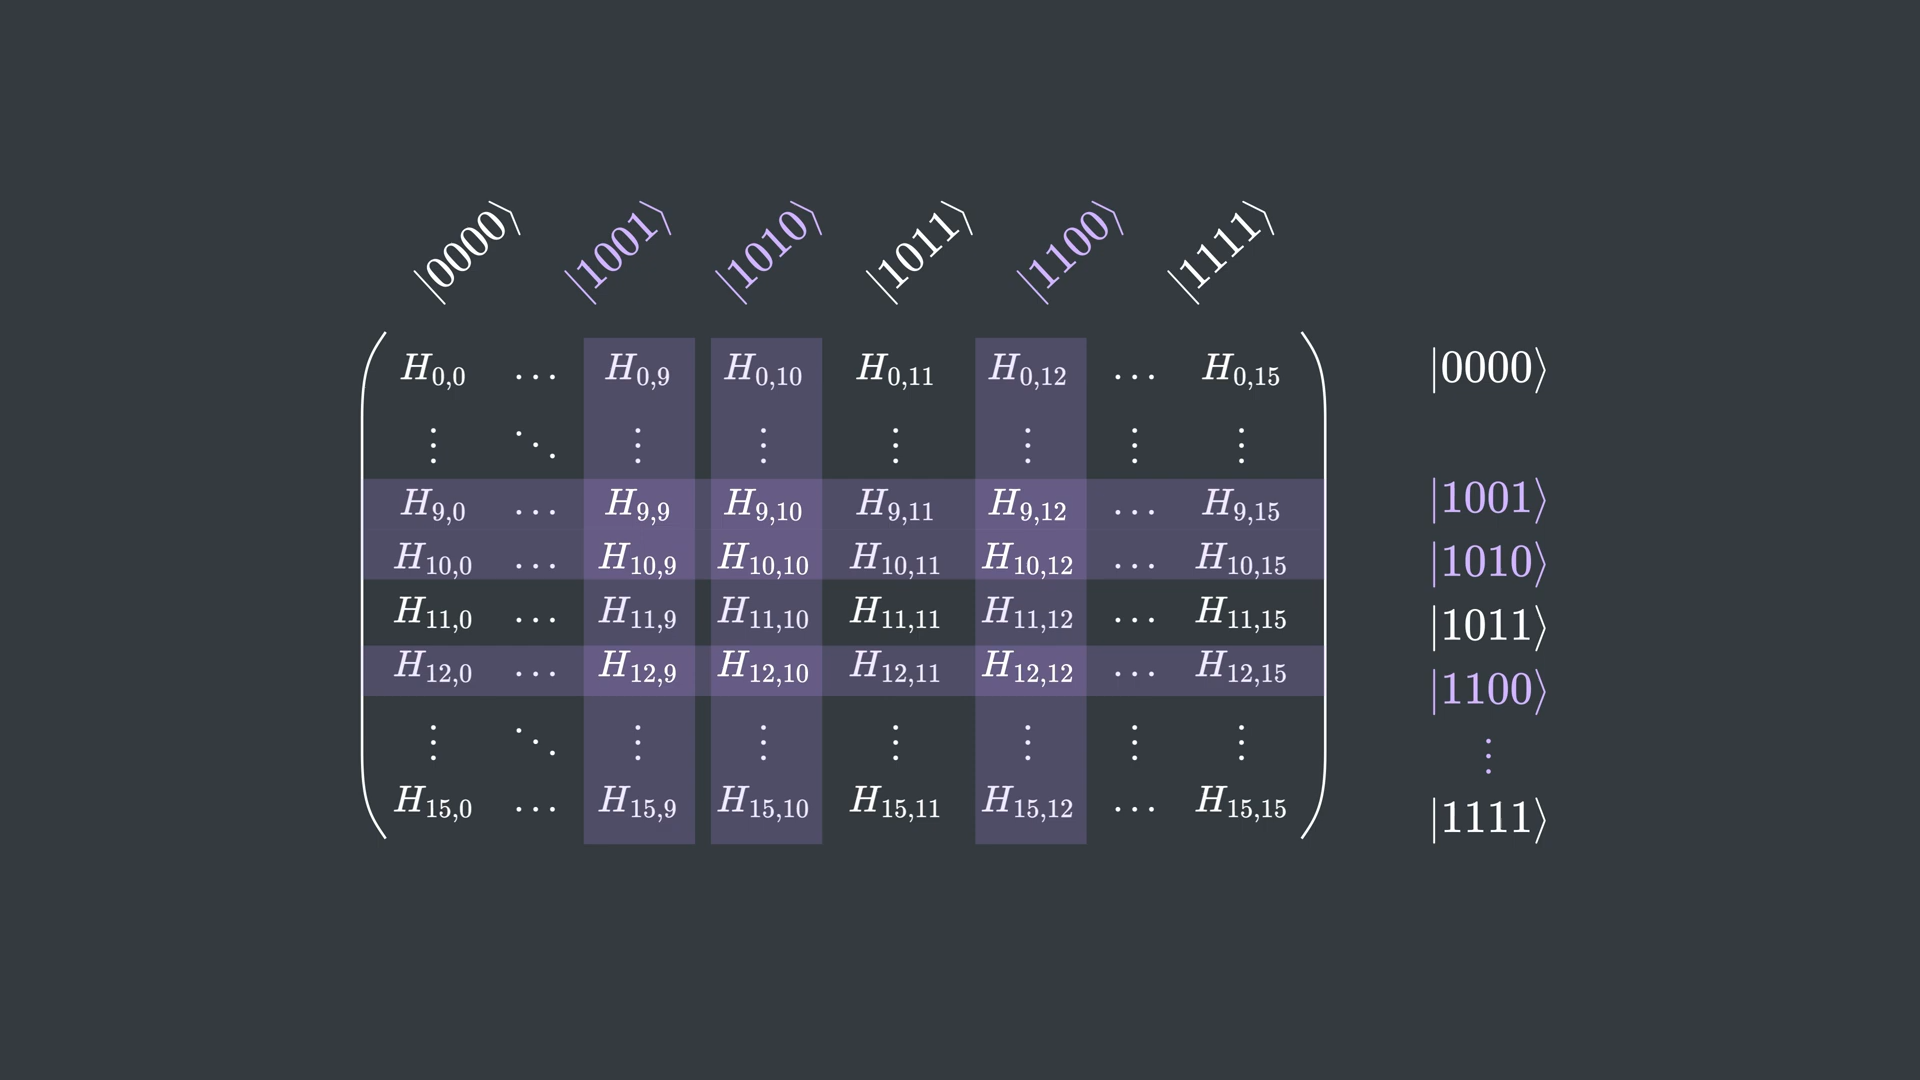 |0000⟩ |1001⟩ |1010⟩ |1011⟩ |1100⟩ |1111⟩
H₀,₀ … H₀,₉ H₀,₁₀ H₀,₁₁ H₀,₁₂ … H₀,₁₅ |0000⟩
⋮ ⋱ ⋮ ⋮ ⋮ ⋮ ⋮ ⋮
H₉,₀ … H₉,₉ H₉,₁₀ H₉,₁₁ H₉,₁₂ … H₉,₁₅ |1001⟩
H₁₀,₀ … H₁₀,₉ H₁₀,₁₀ H₁₀,₁₁ H₁₀,₁₂ … H₁₀,₁₅ |1010⟩
H₁₁,₀ … H₁₁,₉ H₁₁,₁₀ H₁₁,₁₁ H₁₁,₁₂ … H₁₁,₁₅ |1011⟩
H₁₂,₀ … H₁₂,₉ H₁₂,₁₀ H₁₂,₁₁ H₁₂,₁₂ … H₁₂,₁₅ |1100⟩
⋮ ⋱ ⋮ ⋮ ⋮ ⋮ ⋮ ⋮ ⋮
H₁₅,₀ … H₁₅,₉ H₁₅,₁₀ H₁₅,₁₁ H₁₅,₁₂ … H₁₅,₁₅ |1111⟩